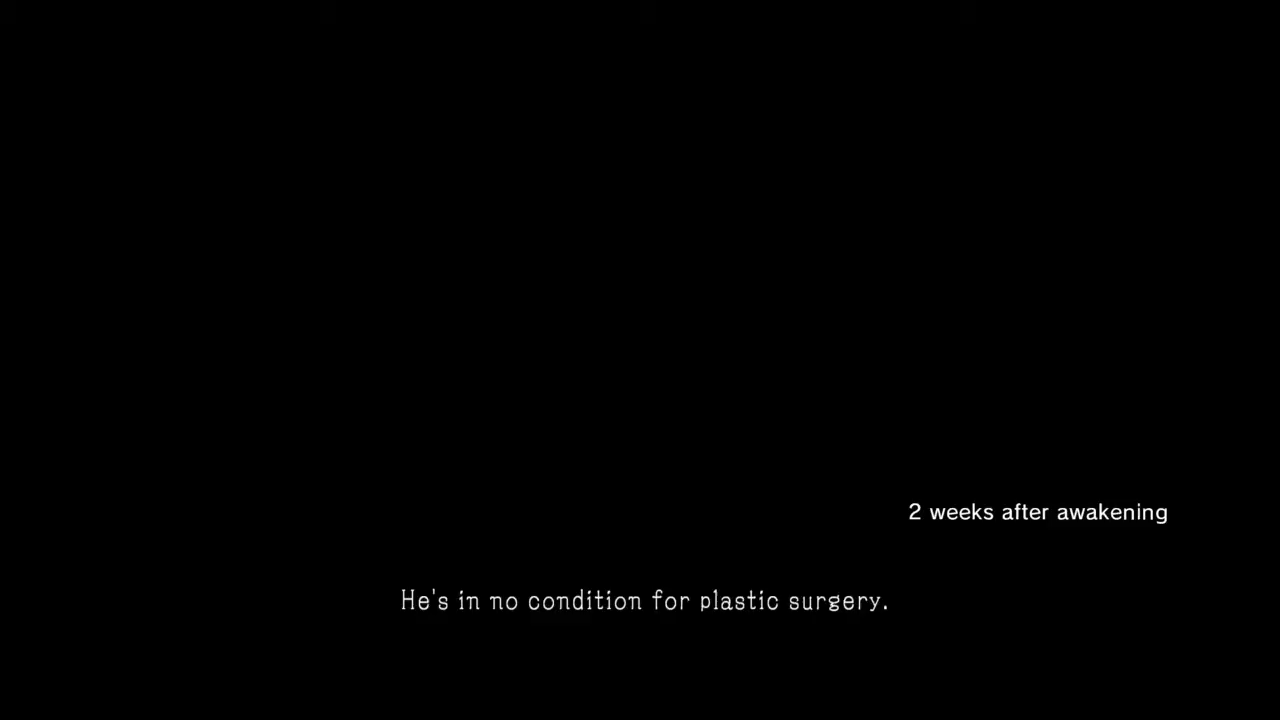 2 weeks after awakening
He's in no condition for plastic surgery.